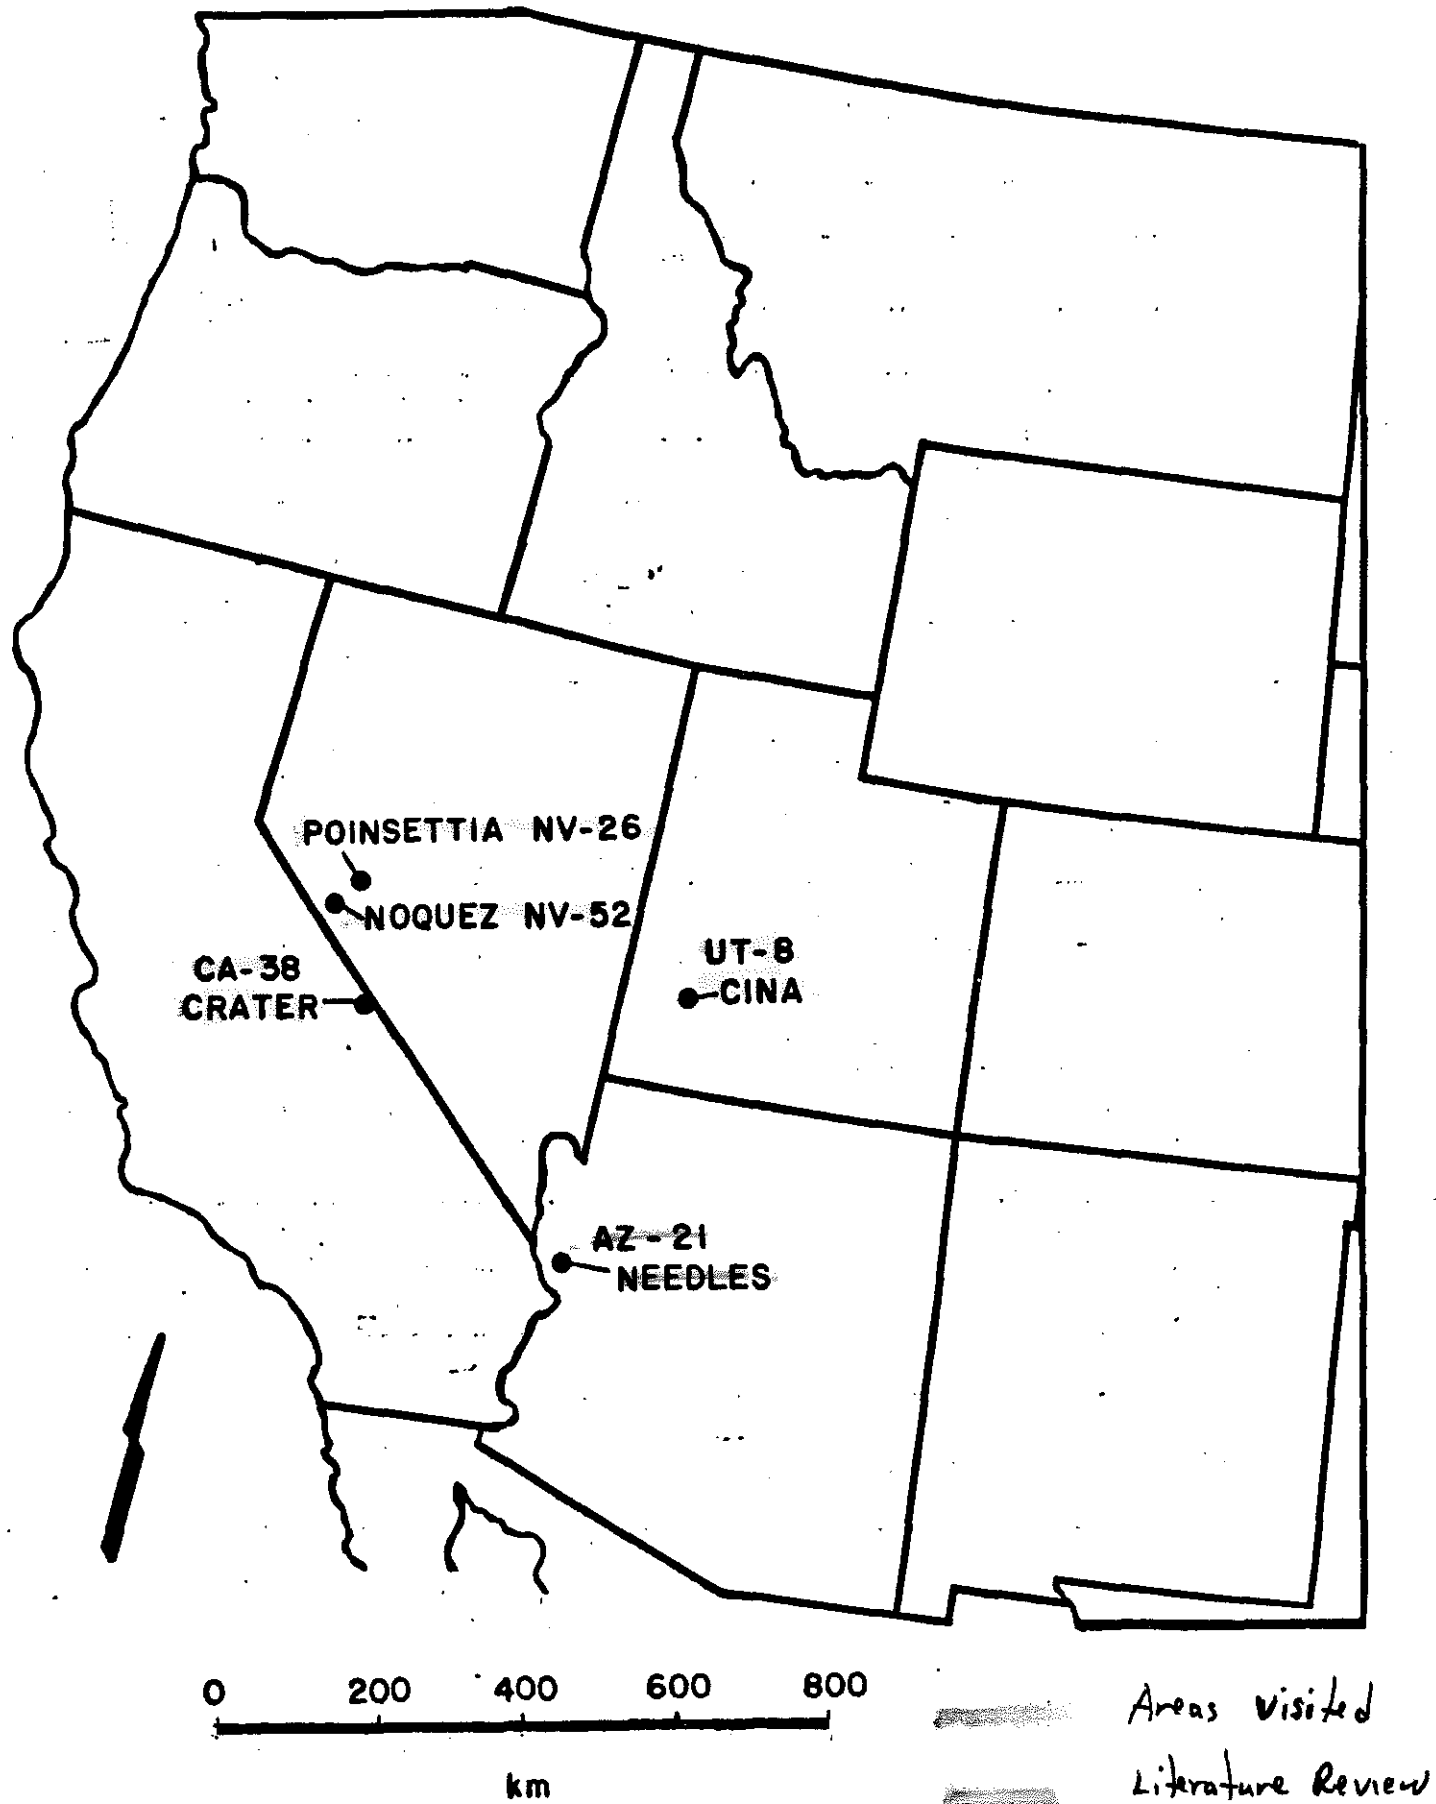 POINSETTIA NV-26
NOQUEZ NV-52
CA-38
CRATER
UT-8
CINA
AZ-21
NEEDLES
0 200 400 600 800
km
Areas visited
Literature Review